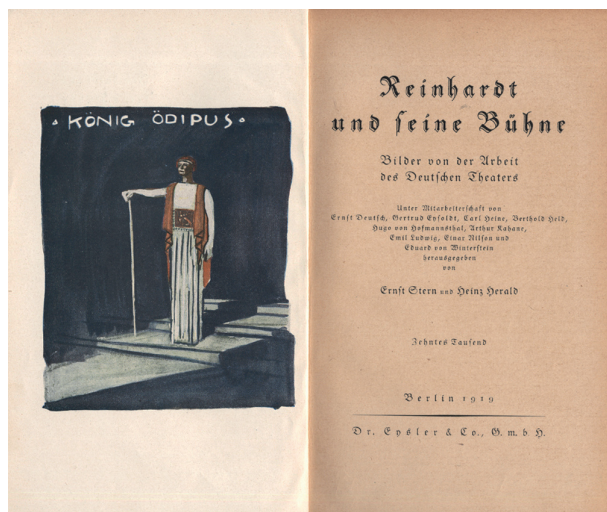 • KÖNIG ÖDIPUS •
Reinhardt
und seine Bühne
Bilder von der Arbeit
des Deutschen Theaters
Unter Mitarbeiterschaft von
Ernst Deutsch, Gertrud Eysoldt, Carl Heine, Berthold Held,
Hugo von Hofmannsthal, Arthur Kahane,
Emil Ludwig, Einar Nilson und
Eduard von Winterstein
herausgegeben
von
Ernst Stern und Heinz Herald
Zehntes Tausend
Berlin 1919
Dr. Eysler & Co., G. m. b. H.